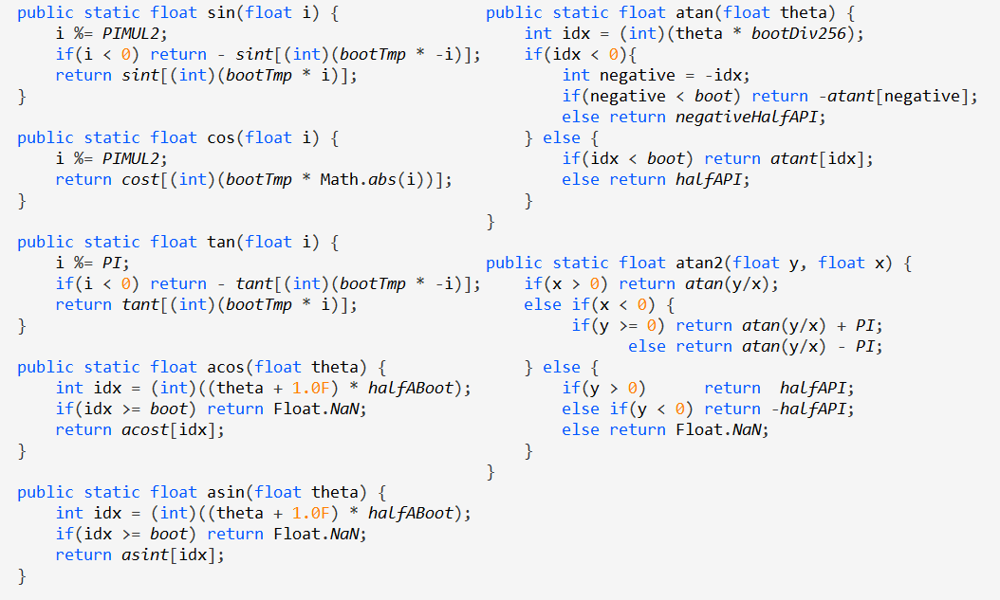 public static float sin(float i) {
    i %= PIMUL2;
    if(i < 0) return - sint[(int)(bootTmp * -i)];
    return sint[(int)(bootTmp * i)];
}

public static float cos(float i) {
    i %= PIMUL2;
    return cost[(int)(bootTmp * Math.abs(i))];
}

public static float tan(float i) {
    i %= PI;
    if(i < 0) return - tant[(int)(bootTmp * -i)];
    return tant[(int)(bootTmp * i)];
}

public static float acos(float theta) {
    int idx = (int)((theta + 1.0F) * halfABoot);
    if(idx >= boot) return Float.NaN;
    return acost[idx];
}

public static float asin(float theta) {
    int idx = (int)((theta + 1.0F) * halfABoot);
    if(idx >= boot) return Float.NaN;
    return asint[idx];
}

public static float atan(float theta) {
    int idx = (int)(theta * bootDiv256);
    if(idx < 0){
        int negative = -idx;
        if(negative < boot) return -atant[negative];
        else return negativeHalfAPI;
    } else {
        if(idx < boot) return atant[idx];
        else return halfAPI;
    }
}

public static float atan2(float y, float x) {
    if(x > 0) return atan(y/x);
    else if(x < 0) {
         if(y >= 0) return atan(y/x) + PI;
               else return atan(y/x) - PI;
    } else {
        if(y > 0)      return  halfAPI;
        else if(y < 0) return -halfAPI;
        else return Float.NaN;
    }
}